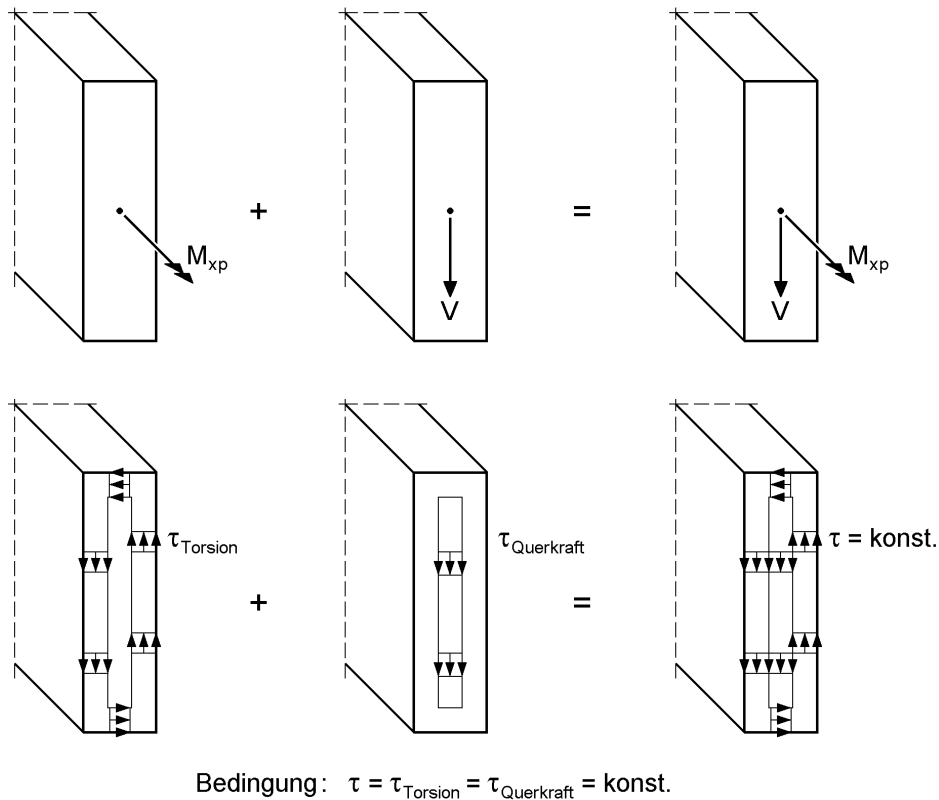 + =
M_xp M_xp
V V
τ_Torsion τ_Querkraft τ = konst.
+ =
Bedingung: τ = τ_Torsion = τ_Querkraft = konst.